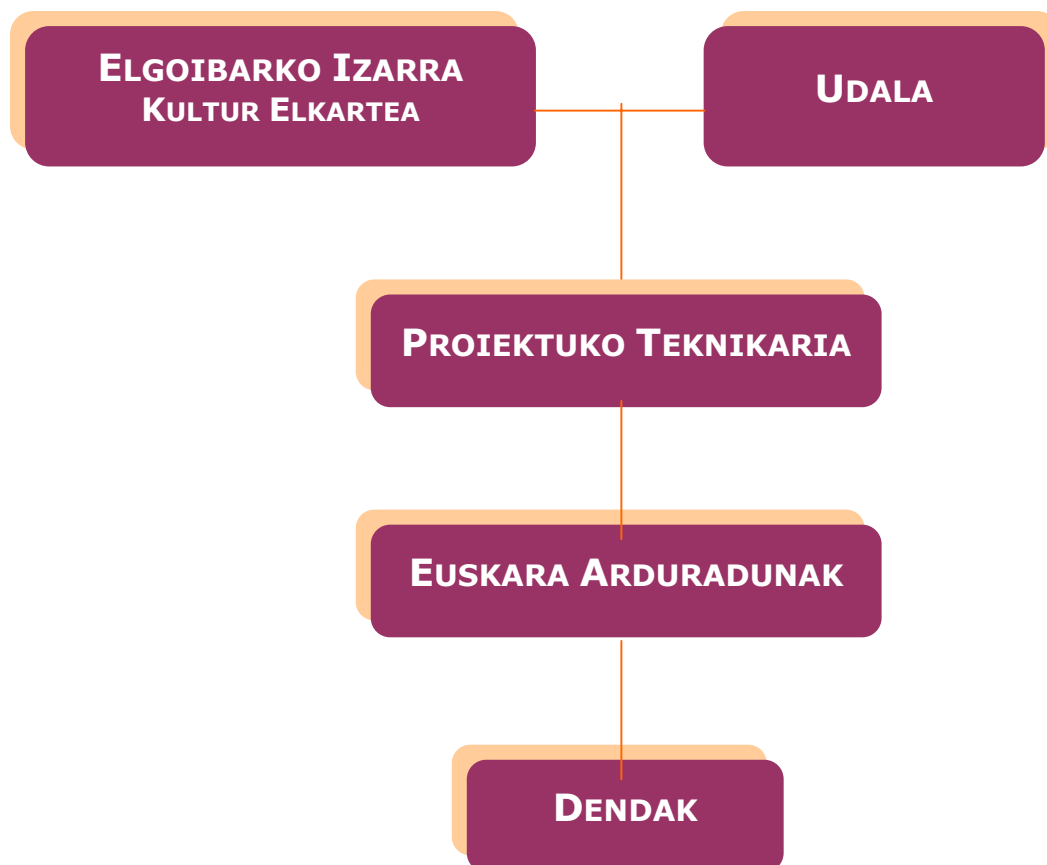 ELGOIBARKO IZARRA
KULTUR ELKARTEA
UDALA
PROIEKTUKO TEKNIKARIA
EUSKARA ARDURADUNAK
DENDAK